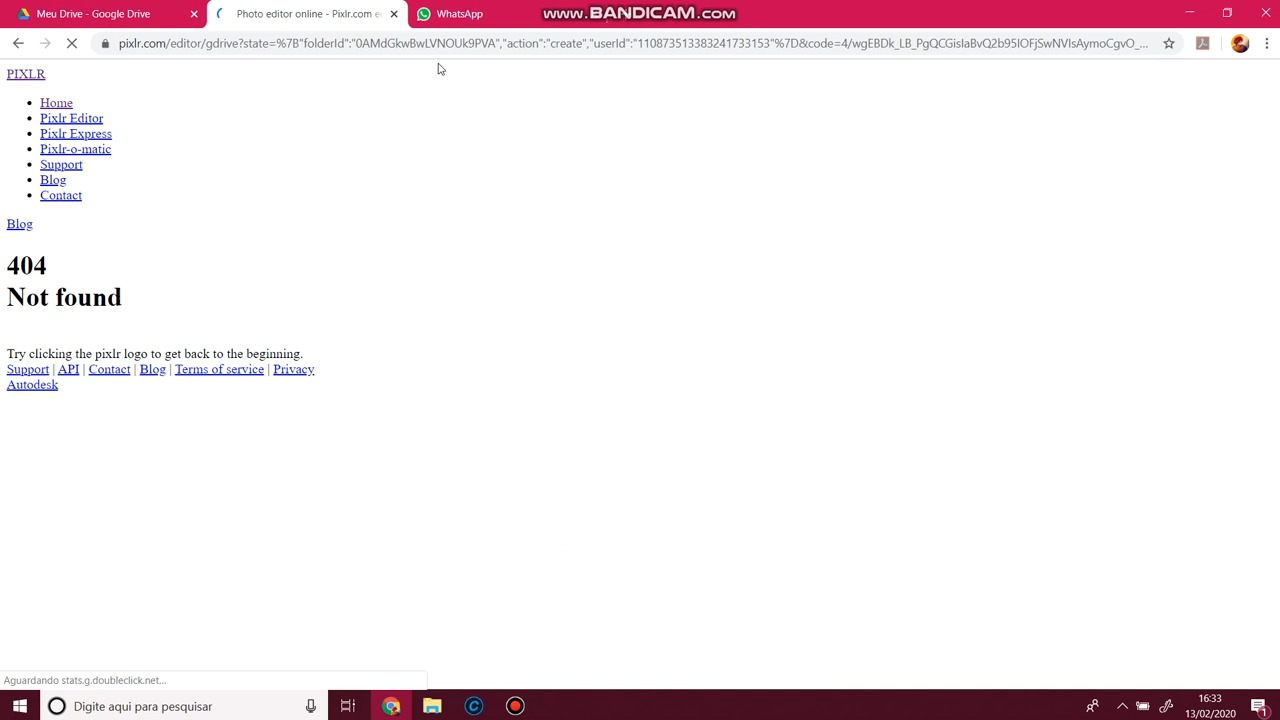 Meu Drive - Google Drive
Photo editor online - Pixlr.com e
WhatsApp
www.BANDICAM.com
pixlr.com/editor/gdrive?state=%7B"folderId":"0AMdGkwBwLVNOUk9PVA","action":"create","userId":"110873513383241733153"%7D&code=4/wgEBDk_LB_PgQCGisIaBvQ2b95IOFjSwNVIsAymoCgvO_...
PIXLR
Home
Pixlr Editor
Pixlr Express
Pixlr-o-matic
Support
Blog
Contact
Blog
404
Not found
Try clicking the pixlr logo to get back to the beginning.
Support | API | Contact | Blog | Terms of service | Privacy
Autodesk
Aguardando stats.g.doubleclick.net...
Digite aqui para pesquisar
16:33
13/02/2020
1